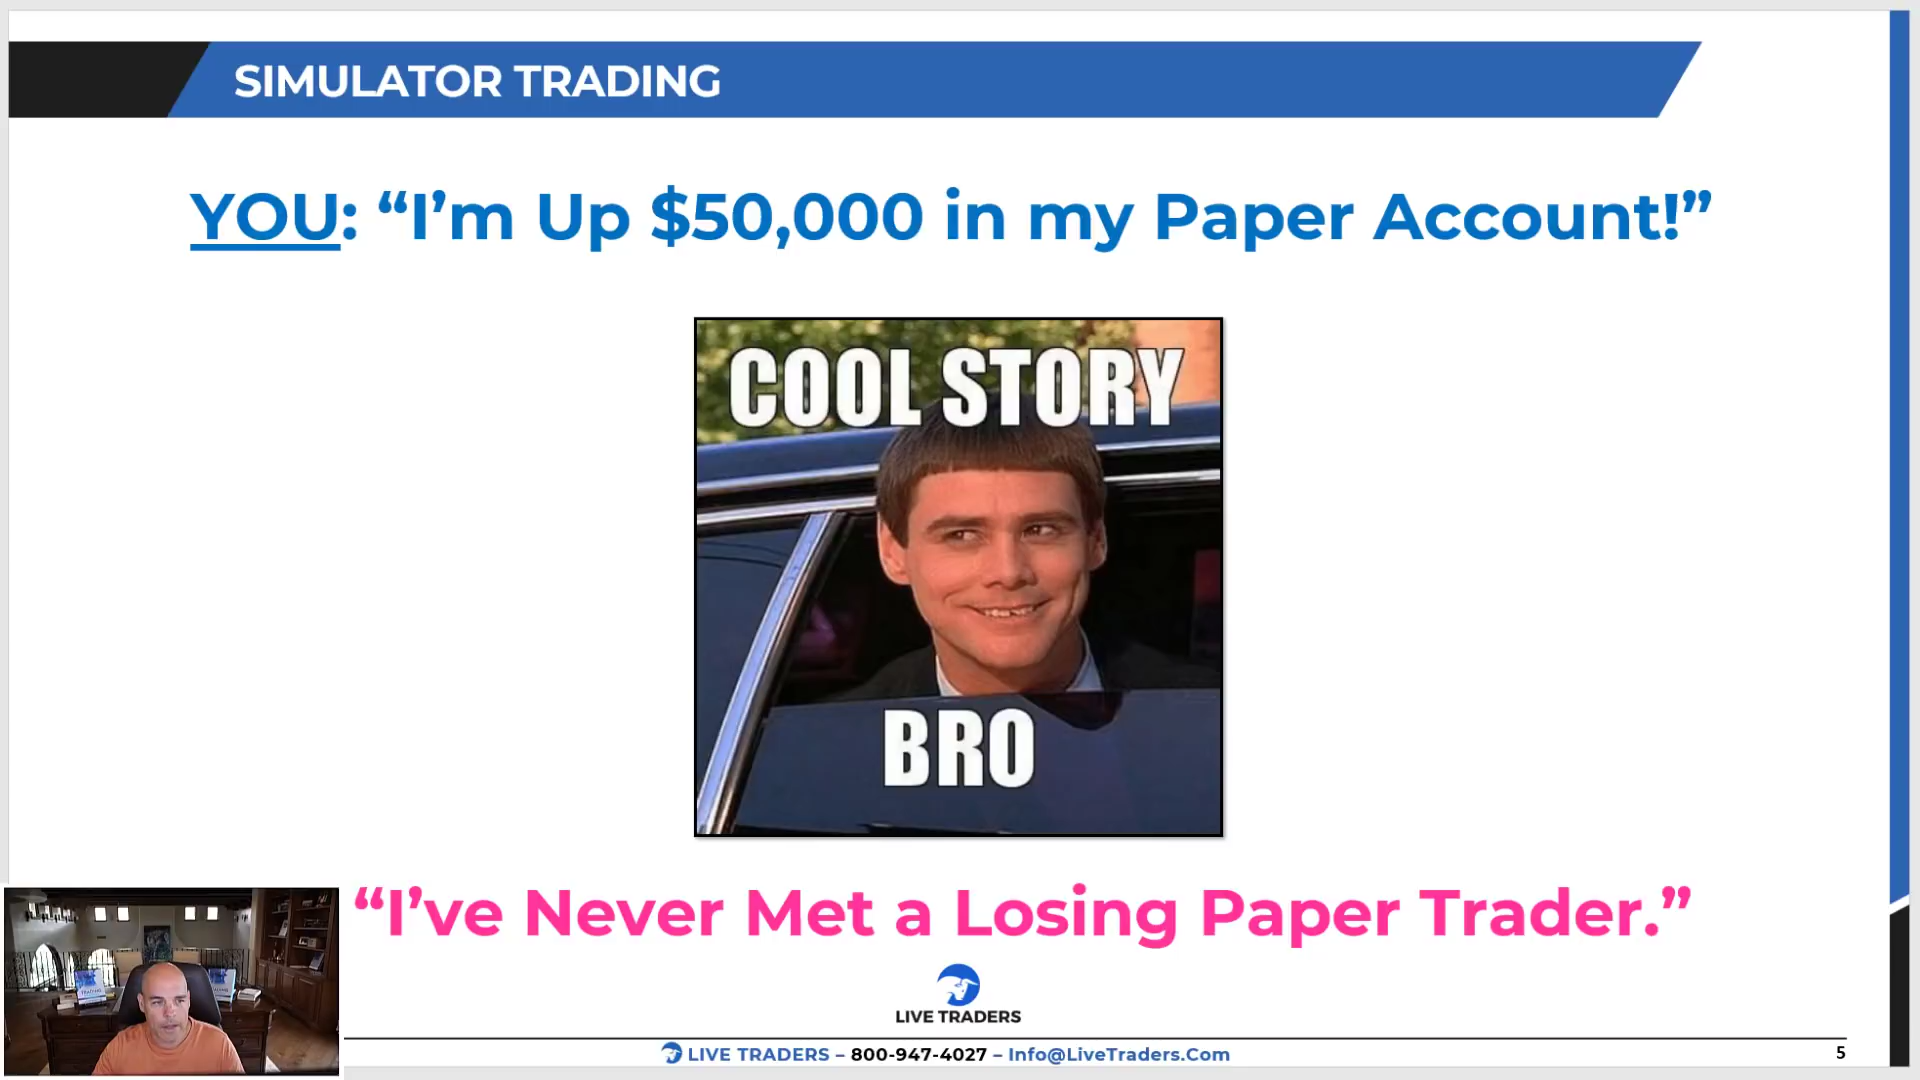 SIMULATOR TRADING
YOU: “I’m Up $50,000 in my Paper Account!”
COOL STORY
BRO
“I’ve Never Met a Losing Paper Trader.”
LIVE TRADERS
LIVE TRADERS – 800-947-4027 – Info@LiveTraders.Com
5